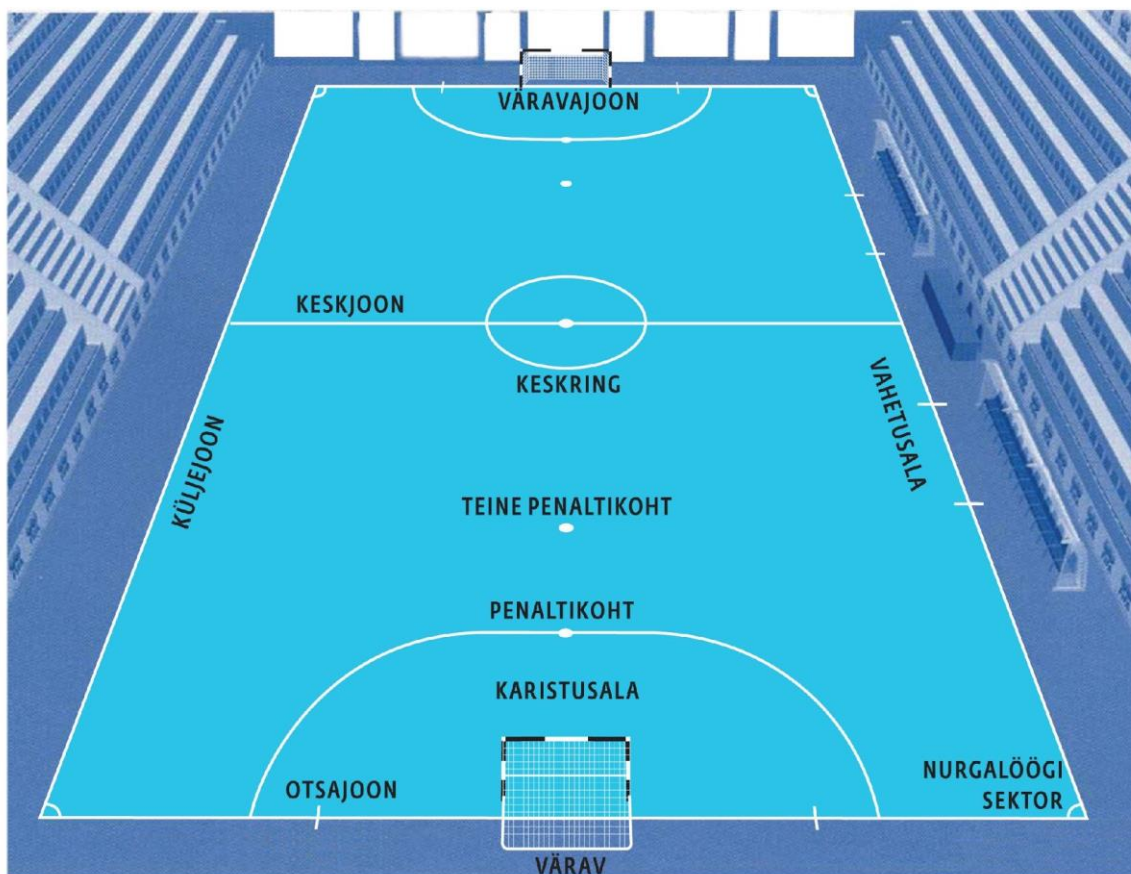 VÄRAVAJOON
KESKJOON
KESKRING
KÜLJEJOON
VAHETUSALA
TEINE PENALTIKOHT
PENALTIKOHT
KARISTUSALA
OTSAJOON
NURGALÖÖGI
SEKTOR
VÄRAV